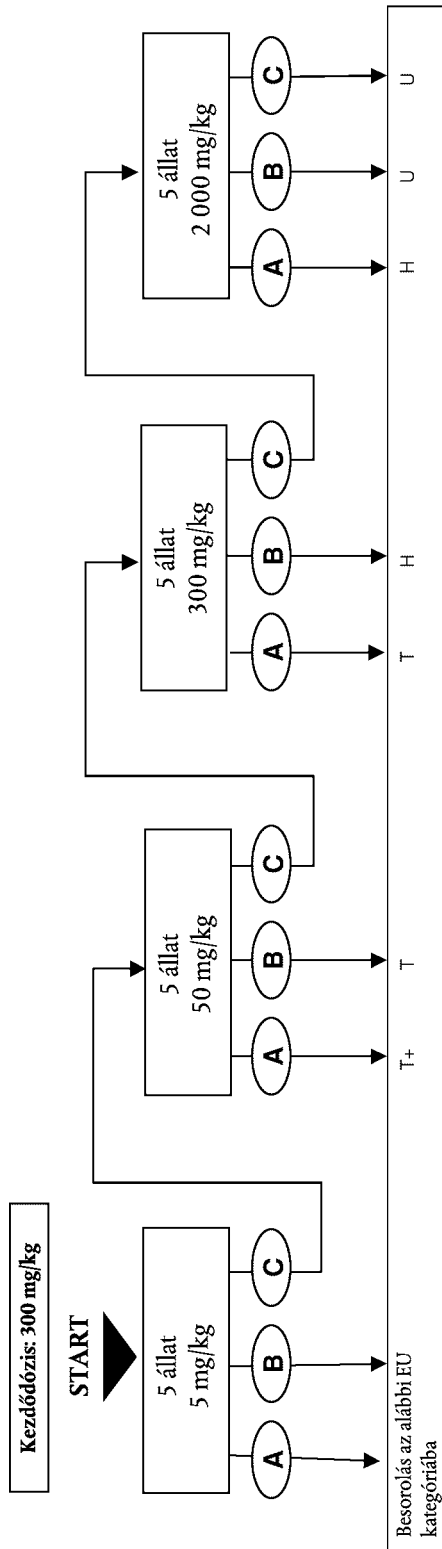 Kezdődózis: 300 mg/kg
START
5 állat
5 mg/kg
A
B
C
5 állat
50 mg/kg
A
B
C
5 állat
300 mg/kg
A
B
C
5 állat
2 000 mg/kg
A
B
C
Besorolás az alábbi EU
kategóriába
T+
T
T
H
H
U
U